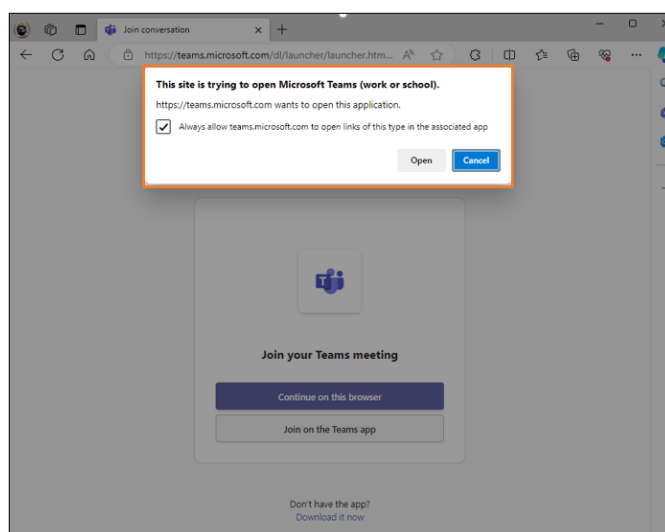 Join conversation
https://teams.microsoft.com/dl/launcher/launcher.htm...
This site is trying to open Microsoft Teams (work or school).
https://teams.microsoft.com wants to open this application.
Always allow teams.microsoft.com to open links of this type in the associated app
Open Cancel
Join your Teams meeting
Continue on this browser
Join on the Teams app
Don't have the app?
Download it now